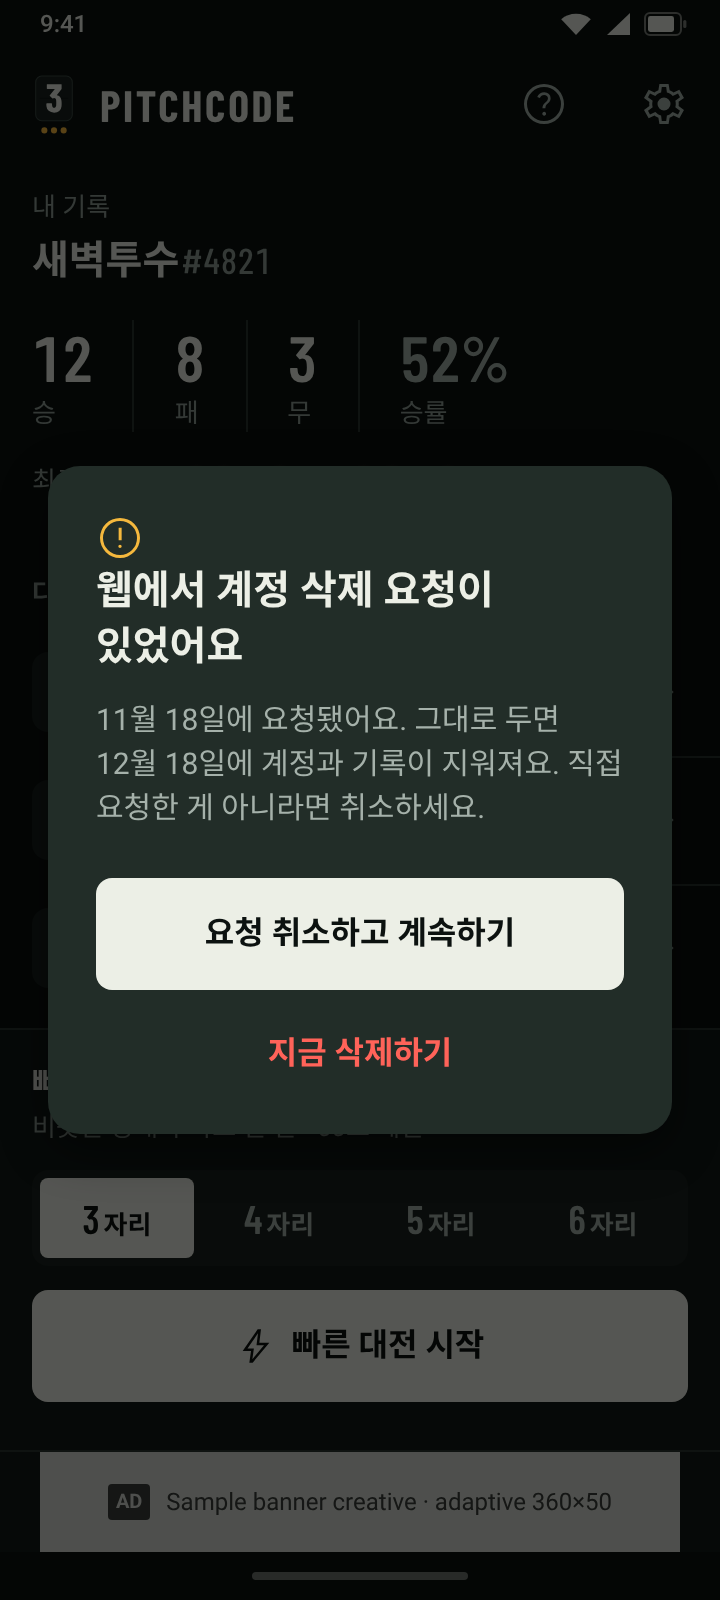 9:41
3 PITCHCODE
내 기록
새벽투수#4821
12 8 3 52%
승 패 무 승률
웹에서 계정 삭제 요청이
있었어요
11월 18일에 요청됐어요. 그대로 두면
12월 18일에 계정과 기록이 지워져요. 직접
요청한 게 아니라면 취소하세요.
요청 취소하고 계속하기
지금 삭제하기
3자리 4자리 5자리 6자리
빠른 대전 시작
AD Sample banner creative · adaptive 360×50